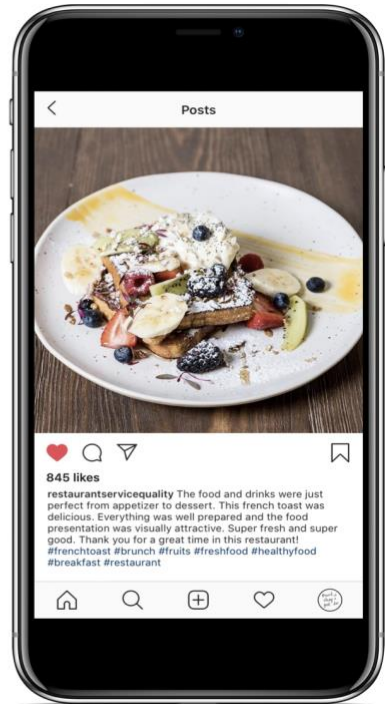 Posts
845 likes
restaurantservicequality The food and drinks were just
perfect from appetizer to dessert. This french toast was
delicious. Everything was well prepared and the food
presentation was visually attractive. Super fresh and super
good. Thank you for a great time in this restaurant!
#frenchtoast #brunch #fruits #freshfood #healthyfood
#breakfast #restaurant